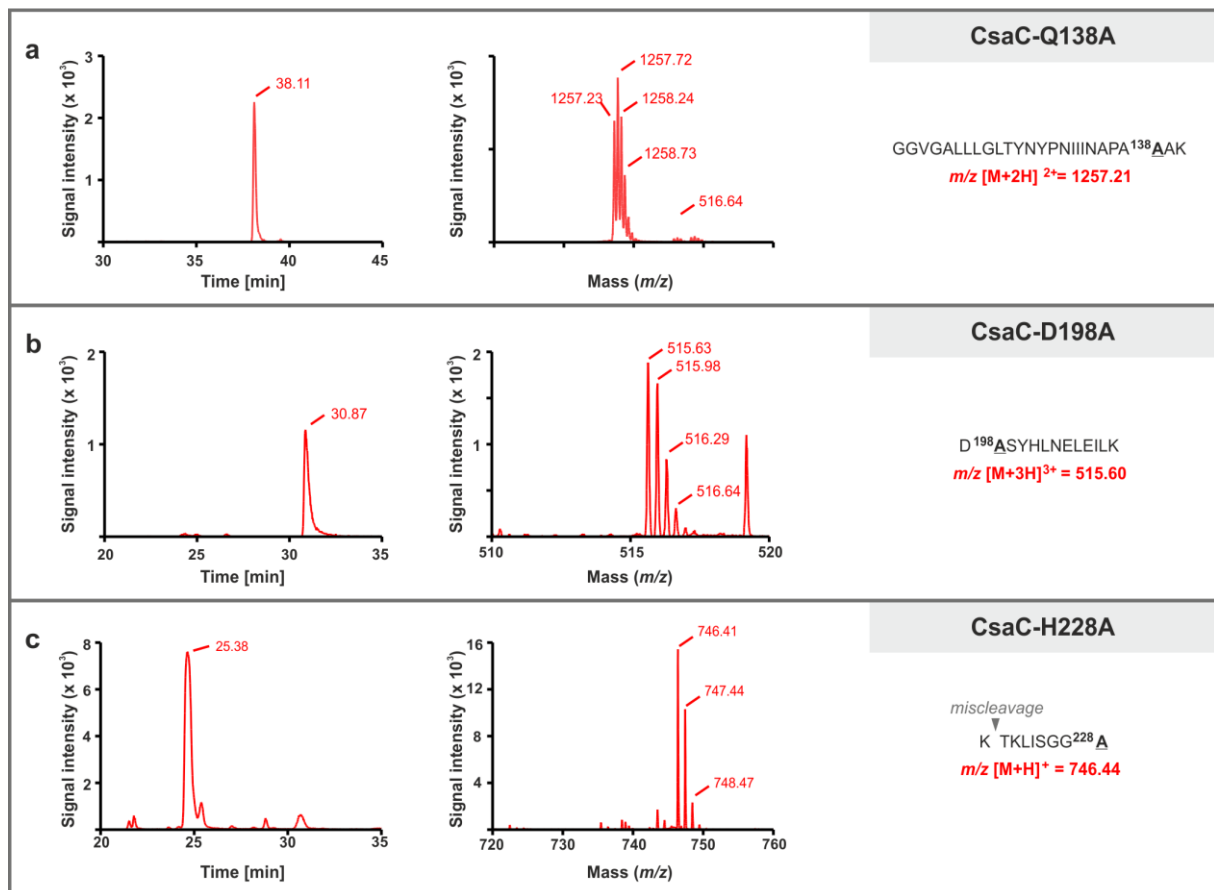 a
CsaC-Q138A
Signal intensity (x 10³)
3
2
1
38.11
30 35 40 45
Time [min]
Signal intensity (x 10³)
1257.72
1257.23
1258.24
1258.73
516.64
Mass (m/z)
GGVGALLLGLTYNYPNIIINAPA¹³⁸AAK
m/z [M+2H] ²⁺= 1257.21
b
CsaC-D198A
Signal intensity (x 10³)
2
1
30.87
20 25 30 35
Time [min]
Signal intensity (x 10³)
2
1
515.63
515.98
516.29
516.64
510 515 520
Mass (m/z)
D¹⁹⁸ASYHLNELEILK
m/z [M+3H]³⁺ = 515.60
c
CsaC-H228A
Signal intensity (x 10³)
8
6
4
2
25.38
20 25 30 35
Time [min]
Signal intensity (x 10³)
16
12
8
4
746.41
747.44
748.47
720 730 740 750 760
Mass (m/z)
miscleavage
K TKLISGG²²⁸A
m/z [M+H]⁺ = 746.44